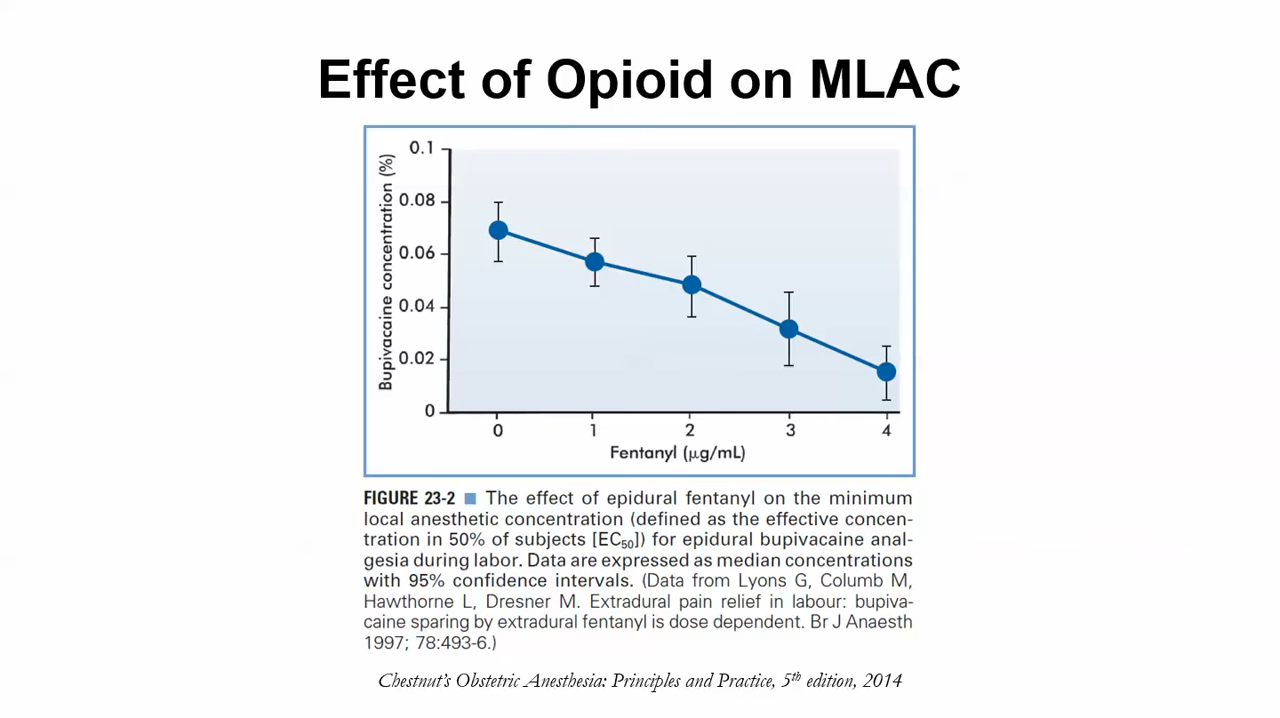 Effect of Opioid on MLAC
0.1
0.08
0.06
0.04
0.02
0
Bupivacaine concentration (%)
0 1 2 3 4
Fentanyl (μg/mL)
FIGURE 23-2 ■ The effect of epidural fentanyl on the minimum
local anesthetic concentration (defined as the effective concen-
tration in 50% of subjects [EC50]) for epidural bupivacaine anal-
gesia during labor. Data are expressed as median concentrations
with 95% confidence intervals. (Data from Lyons G, Columb M,
Hawthorne L, Dresner M. Extradural pain relief in labour: bupiva-
caine sparing by extradural fentanyl is dose dependent. Br J Anaesth
1997; 78:493-6.)
Chestnut's Obstetric Anesthesia: Principles and Practice, 5th edition, 2014